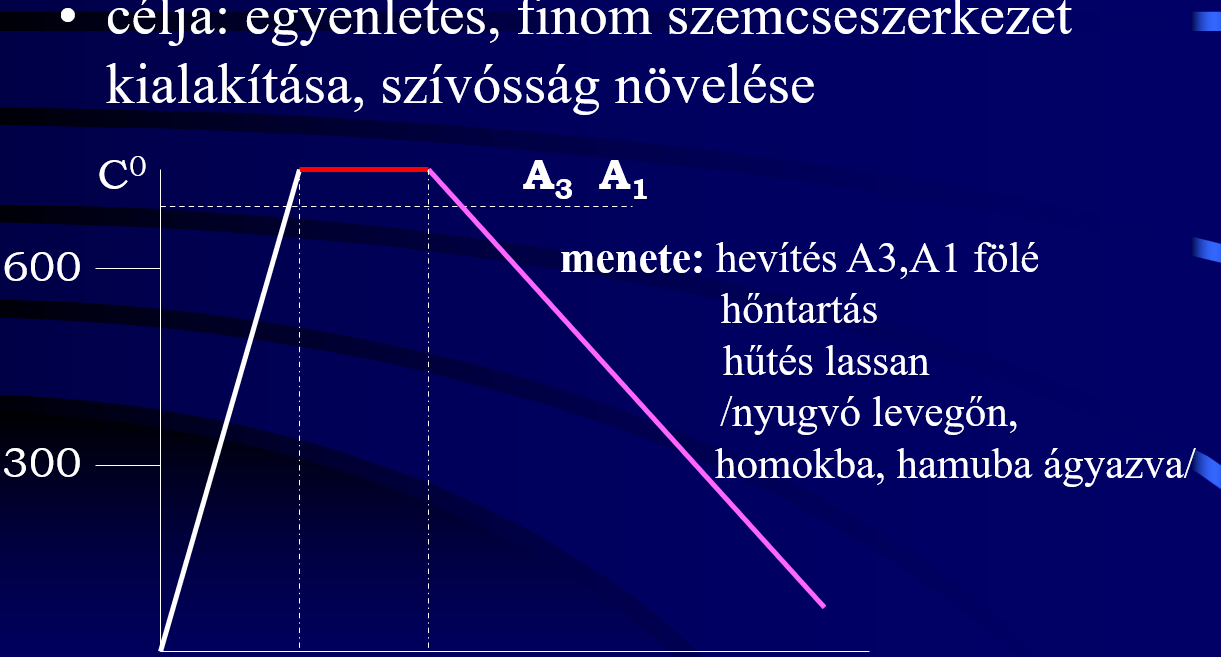 • célja: egyenletes, finom szemcseszerkezet
kialakítása, szívósság növelése
C⁰
A₃ A₁
600
menete: hevítés A3,A1 fölé
hőntartás
hűtés lassan
/nyugvó levegőn,
300
homokba, hamuba ágyazva/